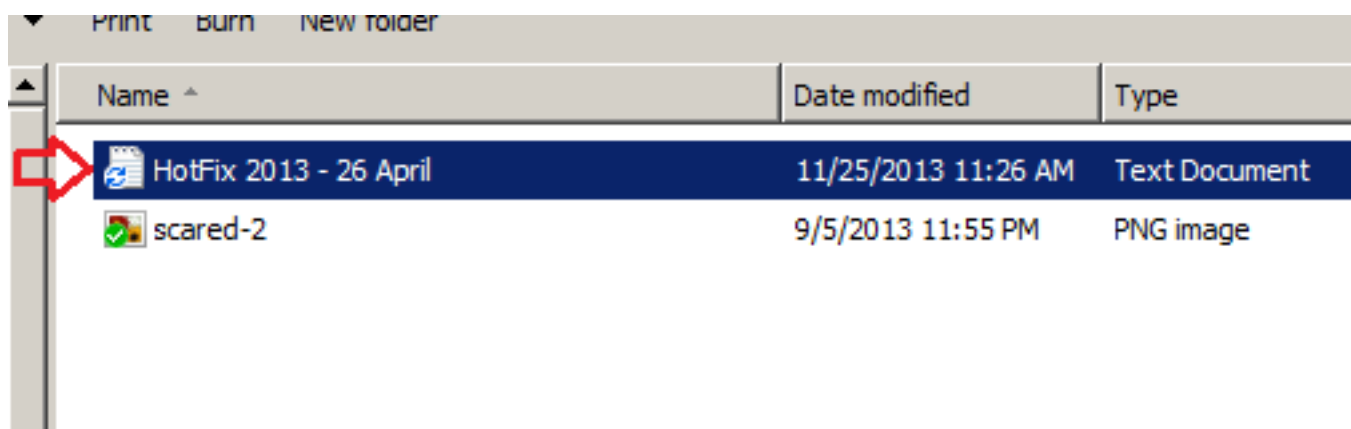 Print Burn New folder
Name Date modified Type
HotFix 2013 - 26 April 11/25/2013 11:26 AM Text Document
scared-2 9/5/2013 11:55 PM PNG image